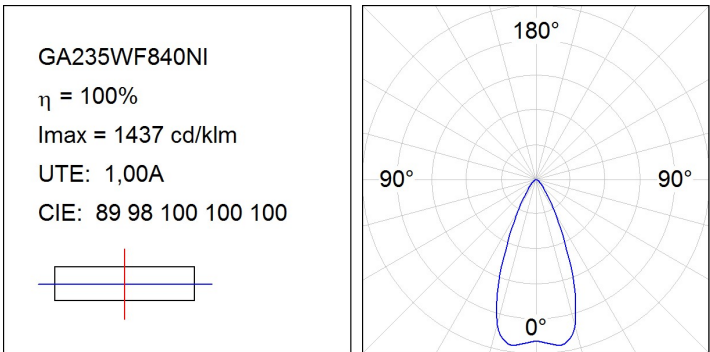 GA235WF840NI
η = 100%
Imax = 1437 cd/klm
UTE: 1,00A
CIE: 89 98 100 100 100
180°
90° 90°
0°